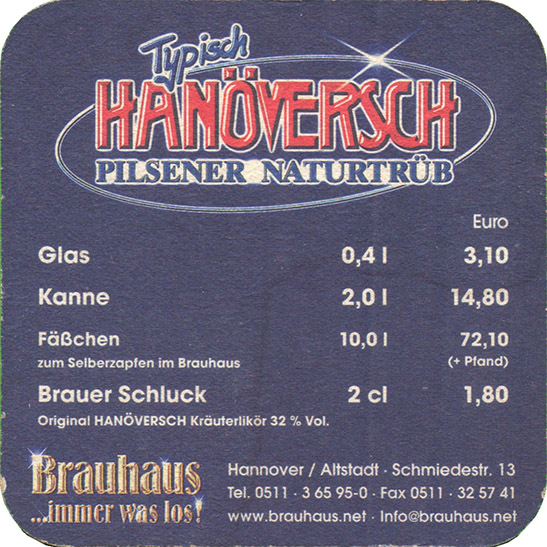 Typisch
HANÖVERSCH
PILSENER NATURTRÜB
Euro
Glas 0,4 l 3,10
Kanne 2,0 l 14,80
Fäßchen 10,0 l 72,10
zum Selberzapfen im Brauhaus (+ Pfand)
Brauer Schluck 2 cl 1,80
Original HANÖVERSCH Kräuterlikör 32 % Vol.
Brauhaus
...immer was los!
Hannover / Altstadt · Schmiedestr. 13
Tel. 0511 · 3 65 95-0 · Fax 0511 · 32 57 41
www.brauhaus.net · Info@brauhaus.net